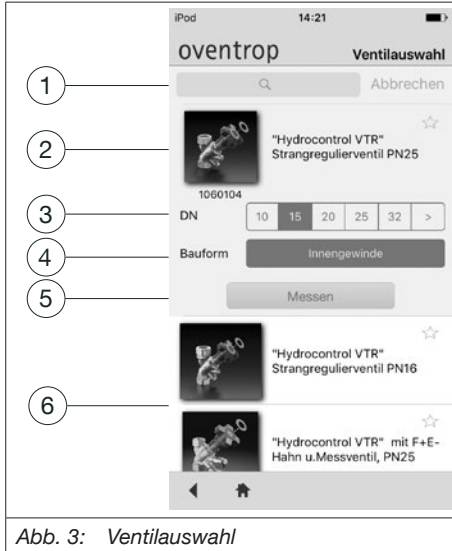 iPod 14:21
oventrop Ventilauswahl
1 Abbrechen
2 "Hydrocontrol VTR"
Strangregulierventil PN25
1060104
3 DN 10 15 20 25 32 >
4 Bauform Innengewinde
5 Messen
"Hydrocontrol VTR"
Strangregulierventil PN16
6
"Hydrocontrol VTR" mit F+E-
Hahn u.Messventil, PN25
Abb. 3: Ventilauswahl